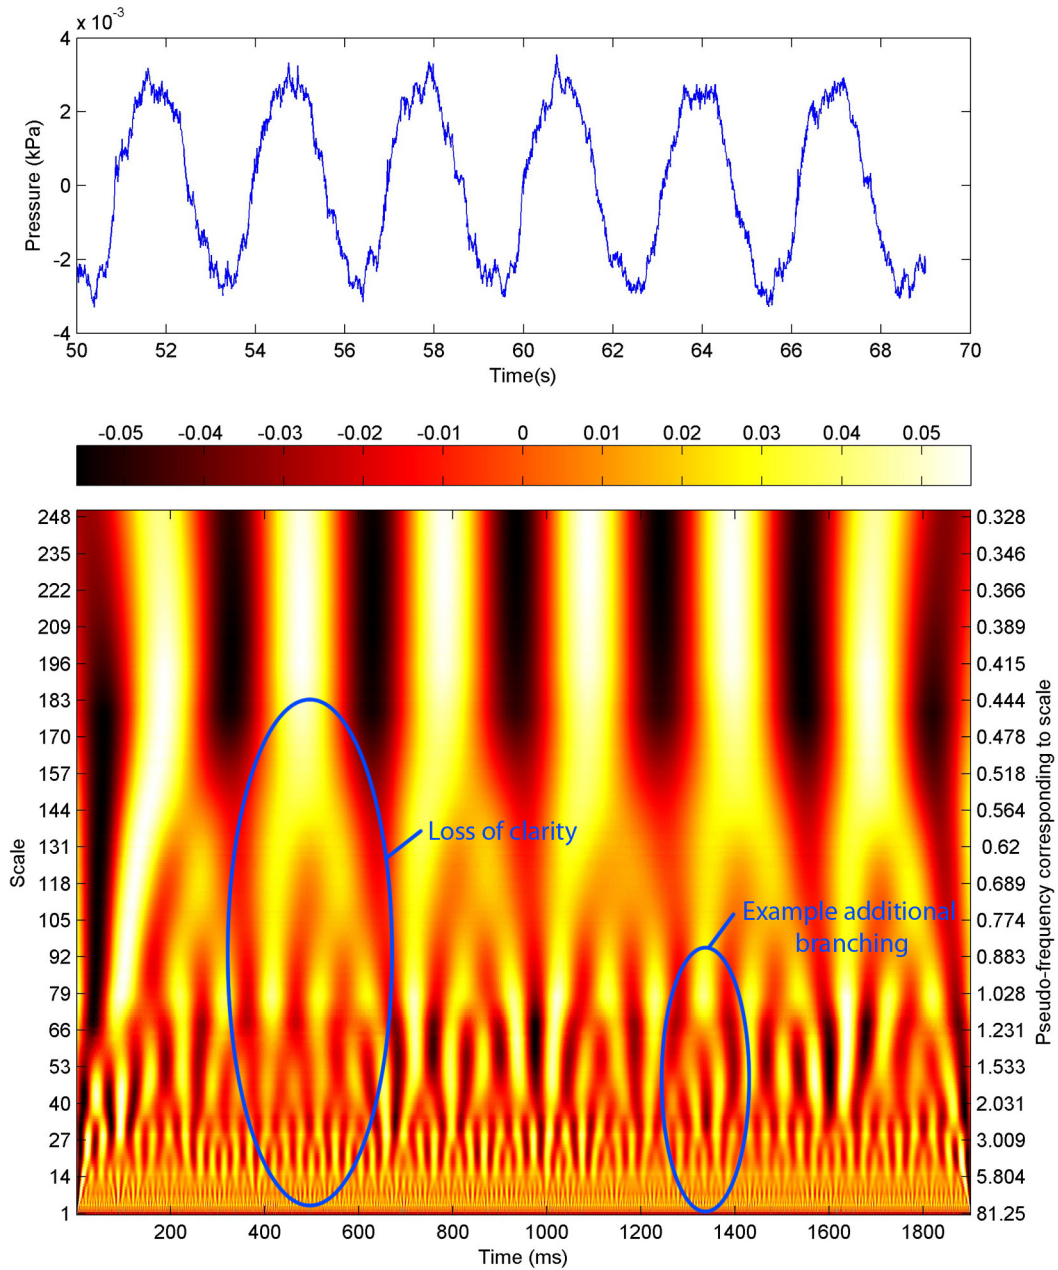 x 10-3
4
2
0
-2
-4
Pressure (kPa)
50 52 54 56 58 60 62 64 66 68 70
Time(s)
-0.05 -0.04 -0.03 -0.02 -0.01 0 0.01 0.02 0.03 0.04 0.05
248 0.328
235 0.346
222 0.366
209 0.389
196 0.415
183 0.444
170 0.478
157 0.518
144 0.564
131 0.62
118 0.689
105 0.774
92 0.883
79 1.028
66 1.231
53 1.533
40 2.031
27 3.009
14 5.804
1 81.25
Scale
Pseudo-frequency corresponding to scale
Loss of clarity
Example additional
branching
200 400 600 800 1000 1200 1400 1600 1800
Time (ms)